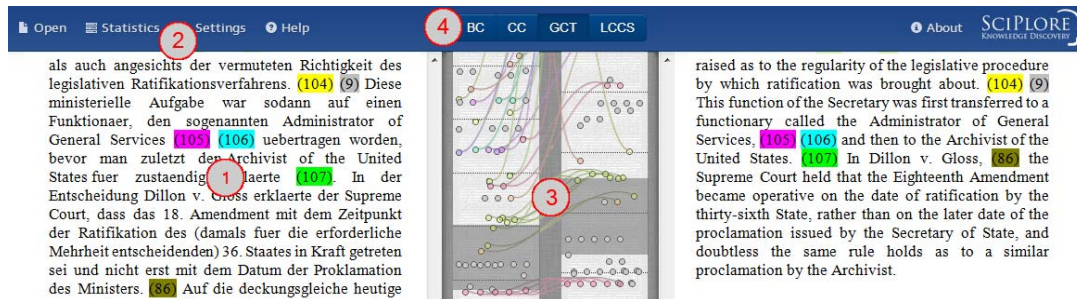 Open Statistics Settings Help
BC CC GCT LCCS
About SCIPLORE
KNOWLEDGE DISCOVERY
1
2
3
4
als auch angesichts der vermuteten Richtigkeit des
legislativen Ratifikationsverfahrens. (104) (9) Diese
ministerielle Aufgabe war sodann auf einen
Funktionaer, den sogenannten Administrator of
General Services (105) (106) uebertragen worden,
bevor man zuletzt den Archivist of the United
States fuer zustaendig (107). In der
Entscheidung Dillon v. Gloss erklaerte der Supreme
Court, dass das 18. Amendment mit dem Zeitpunkt
der Ratifikation des (damals fuer die erforderliche
Mehrheit entscheidenden) 36. Staates in Kraft getreten
sei und nicht erst mit dem Datum der Proklamation
des Ministers. (86) Auf die deckungsgleiche heutige
raised as to the regularity of the legislative procedure
by which ratification was brought about. (104) (9)
This function of the Secretary was first transferred to a
functionary called the Administrator of General
Services, (105) (106) and then to the Archivist of the
United States. (107) In Dillon v. Gloss, (86) the
Supreme Court held that the Eighteenth Amendment
became operative on the date of ratification by the
thirty-sixth State, rather than on the later date of the
proclamation issued by the Secretary of State, and
doubtless the same rule holds as to a similar
proclamation by the Archivist.